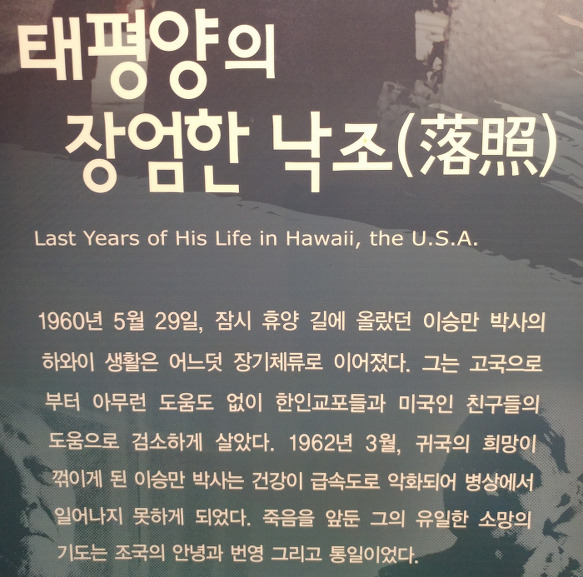 태평양의
장엄한 낙조(落照)
Last Years of His Life in Hawaii, the U.S.A.
1960년 5월 29일, 잠시 휴양 길에 올랐던 이승만 박사의
하와이 생활은 어느덧 장기체류로 이어졌다. 그는 고국으로
부터 아무런 도움도 없이 한인교포들과 미국인 친구들의
도움으로 검소하게 살았다. 1962년 3월, 귀국의 희망이
꺾이게 된 이승만 박사는 건강이 급속도로 악화되어 병상에서
일어나지 못하게 되었다. 죽음을 앞둔 그의 유일한 소망의
기도는 조국의 안녕과 번영 그리고 통일이었다.